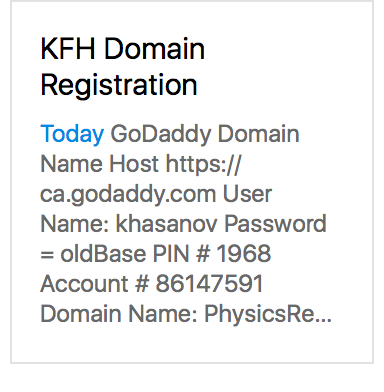 KFH Domain
Registration
Today GoDaddy Domain
Name Host https://
ca.godaddy.com User
Name: khasanov Password
= oldBase PIN # 1968
Account # 86147591
Domain Name: PhysicsRe...